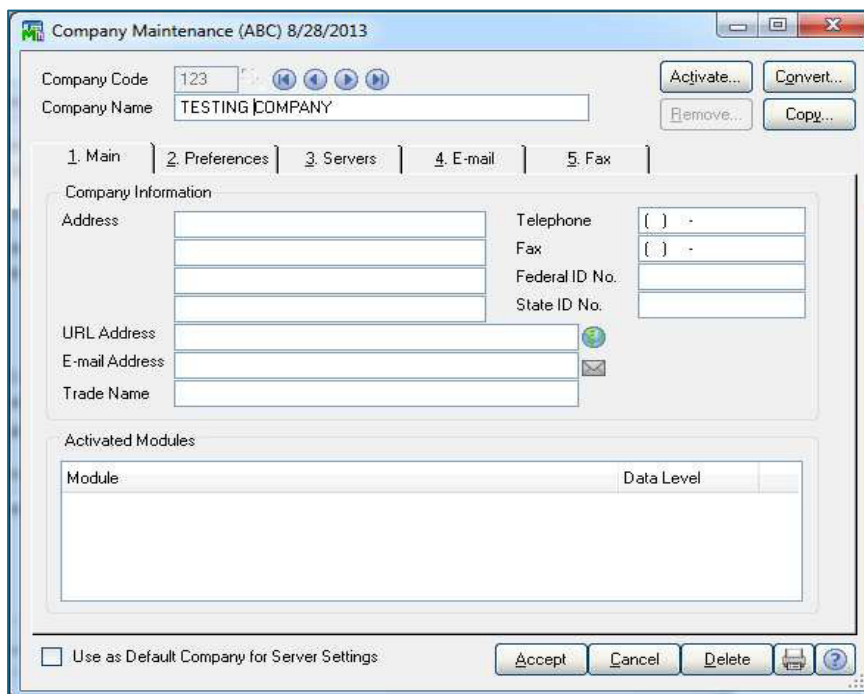 Company Maintenance (ABC) 8/28/2013
Company Code 123 Activate... Convert...
Company Name TESTING COMPANY Remove... Copy...
1. Main 2. Preferences 3. Servers 4. E-mail 5. Fax
Company Information
Address Telephone ( ) -
Fax ( ) -
Federal ID No.
State ID No.
URL Address
E-mail Address
Trade Name
Activated Modules
Module Data Level
Use as Default Company for Server Settings Accept Cancel Delete ?